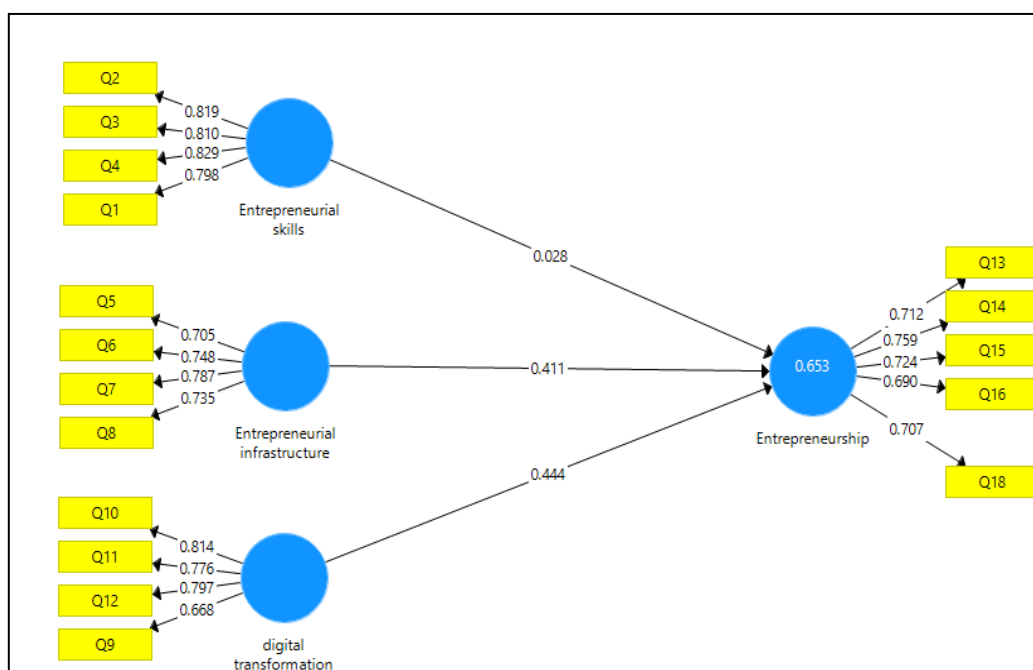 Q2
0.819
Q3
0.810
Q4
0.829
Q1
0.798
Entrepreneurial
skills
0.028
Q5
0.705
Q6
0.748
Q7
0.787
Q8
0.735
Entrepreneurial
infrastructure
0.411
Q10
0.814
Q11
0.776
Q12
0.797
Q9
0.668
digital
transformation
0.444
0.653
Entrepreneurship
Q13
0.712
Q14
0.759
Q15
0.724
Q16
0.690
0.707
Q18